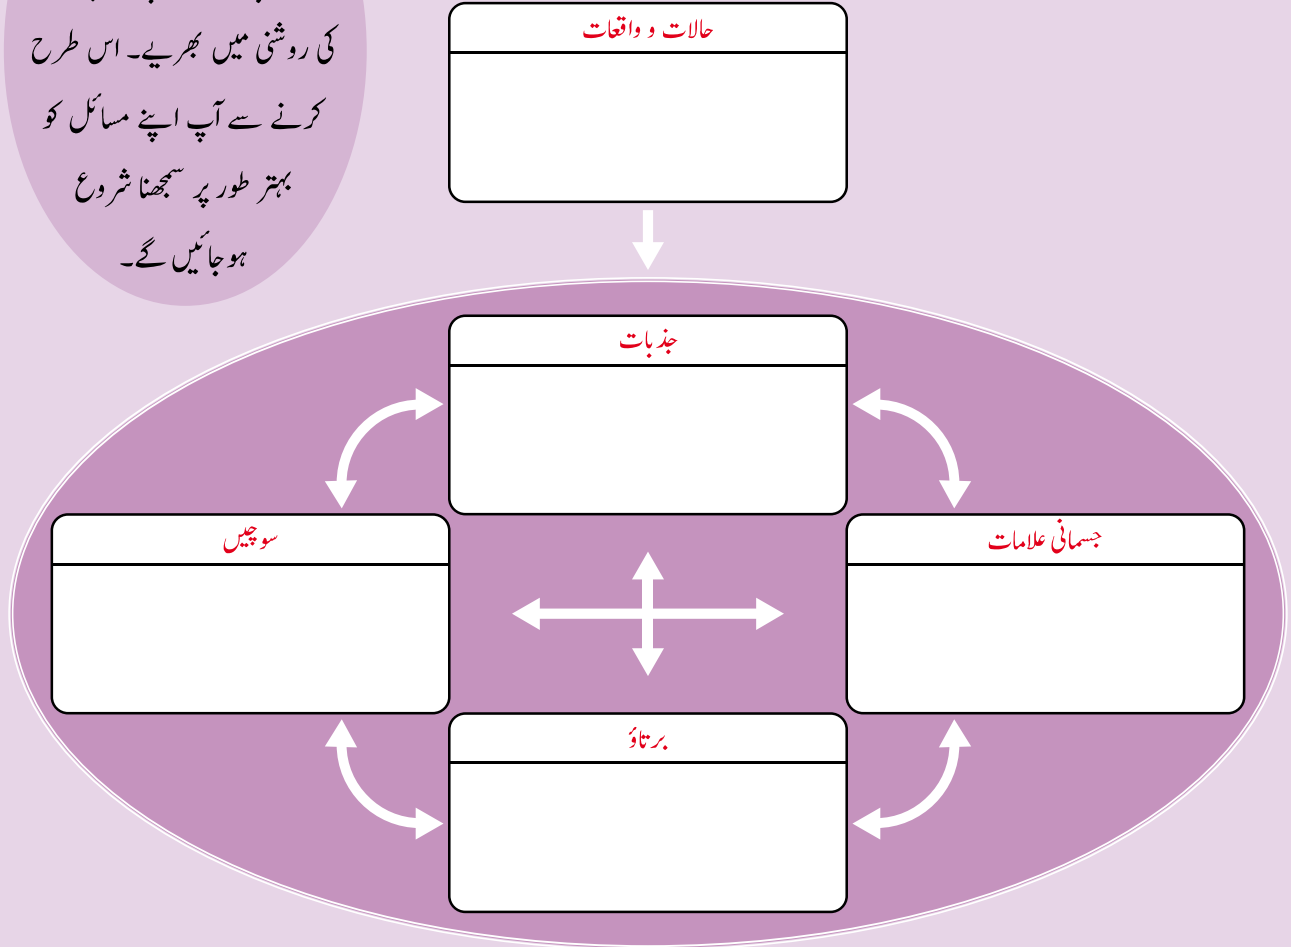 کی روشنی میں بھریے۔ اس طرح
کرنے سے آپ اپنے مسائل کو
بہتر طور پر سمجھنا شروع
ہوجائیں گے۔
حالات و واقعات
جذبات
جسمانی علامات
سوچیں
برتاؤ